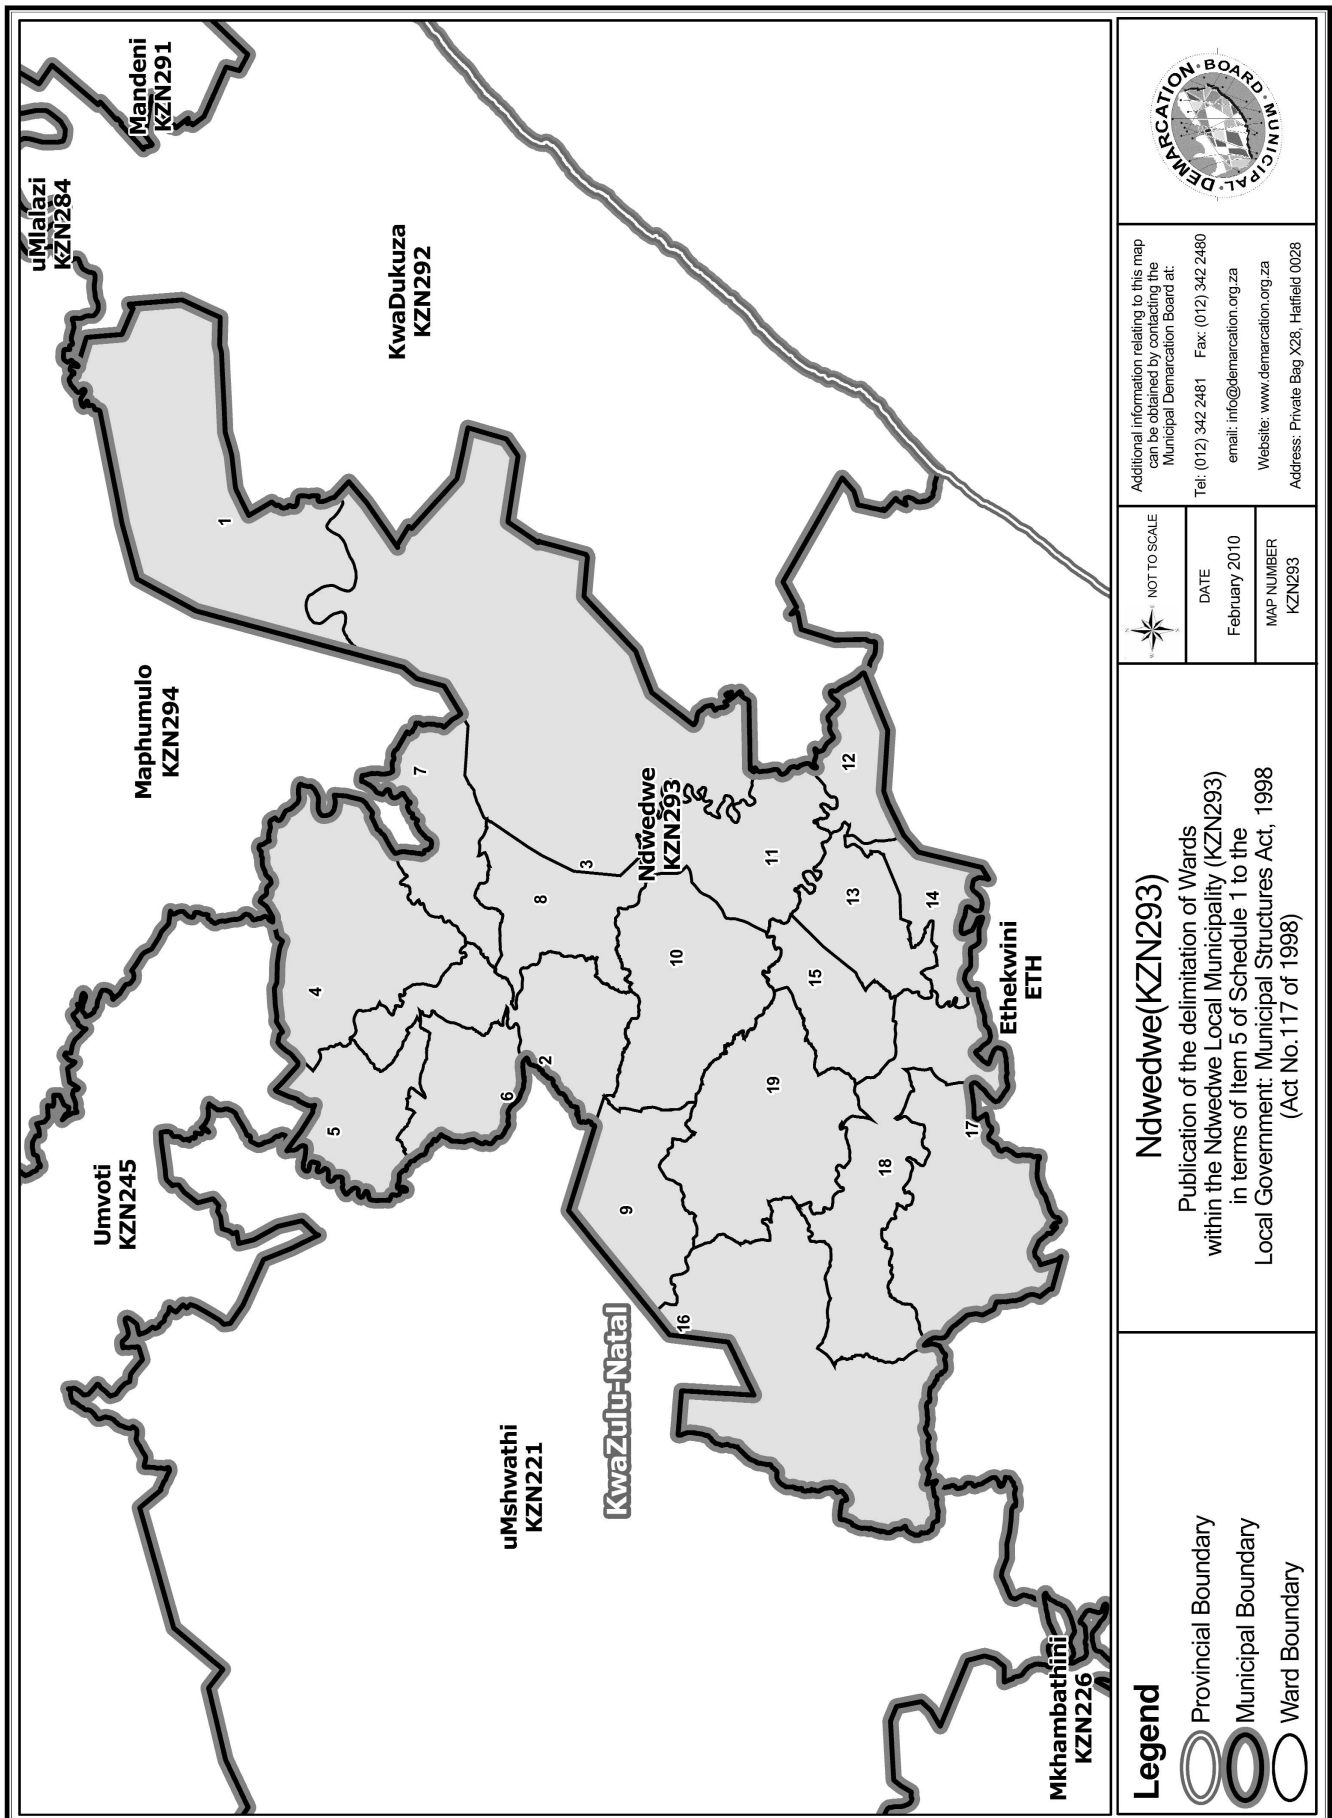 Mandeni
KZN291
uMlalazi
KZN284
KwaDukuza
KZN292
Maphumulo
KZN294
Umvoti
KZN245
uMshwathi
KZN221
KwaZulu-Natal
Ndwedwe
KZN293
Ethekwini
ETH
Mkhambathini
KZN226
1
2
3
4
5
6
7
8
9
10
11
12
13
14
15
16
17
18
19
Legend
Provincial Boundary
Municipal Boundary
Ward Boundary
Ndwedwe(KZN293)
Publication of the delimitation of Wards
within the Ndwedwe Local Municipality (KZN293)
in terms of Item 5 of Schedule 1 to the
Local Government: Municipal Structures Act, 1998
(Act No.117 of 1998)
NOT TO SCALE
DATE
February 2010
MAP NUMBER
KZN293
Additional information relating to this map
can be obtained by contacting the
Municipal Demarcation Board at:
Tel: (012) 342 2481 Fax: (012) 342 2480
email: info@demarcation.org.za
Website: www.demarcation.org.za
Address: Private Bag X28, Hatfield 0028
MUNICIPAL • DEMARCATION • BOARD •